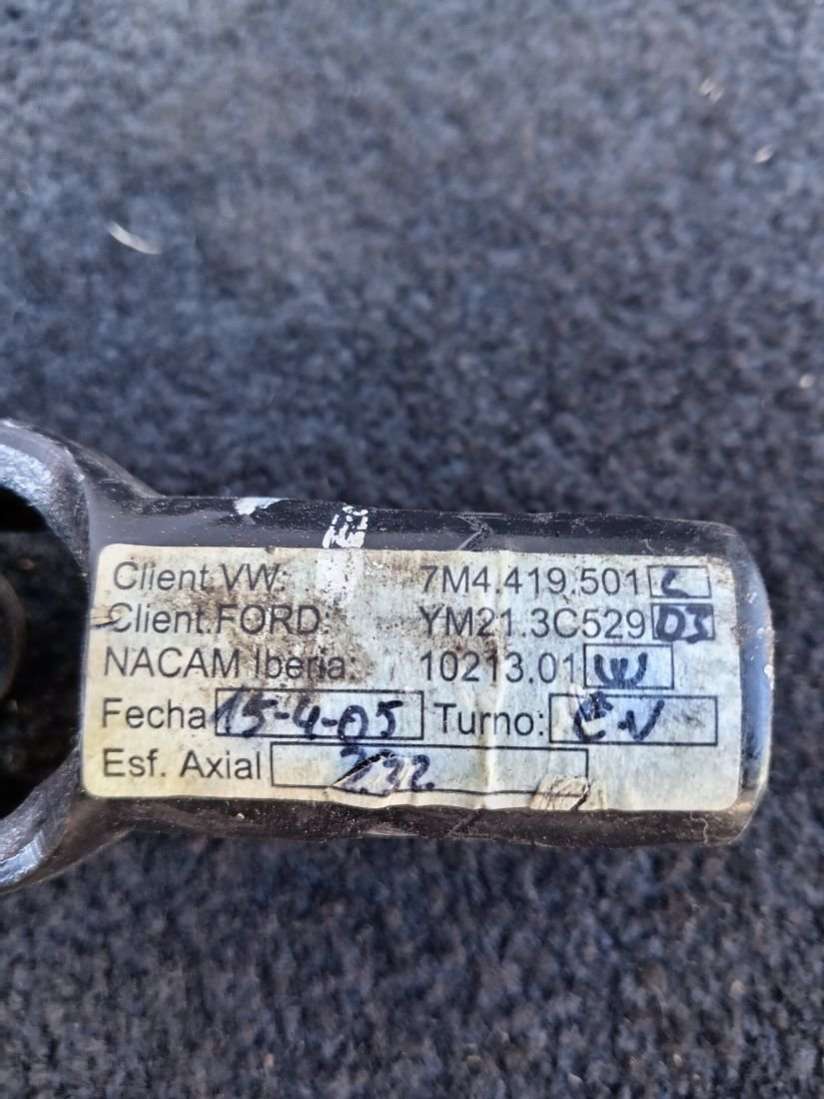 Client.VW: 7M4.419.501 L
Client.FORD: YM21.3C529 03
NACAM Iberia: 10213.01 W
Fecha 15-4-05 Turno:
Esf. Axial 232